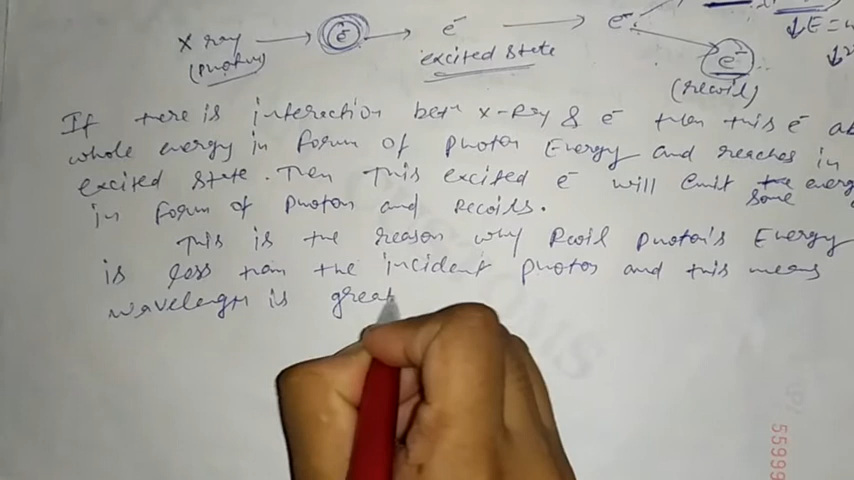 X ray → e⁻ → e⁻ → e⁻
(photon) excited state e⁻ ↓E =
(recoil)
If there is interaction betⁿ X-Ray & e⁻ then this e⁻ ab
whole energy in form of photon Energy and reaches in
excited state. Then This excited e⁻ will emit some energy
in form of photon and recoils.
This is the reason why Recoil photon's Energy
is less than the incident photon and this means
wavelength is great
55999